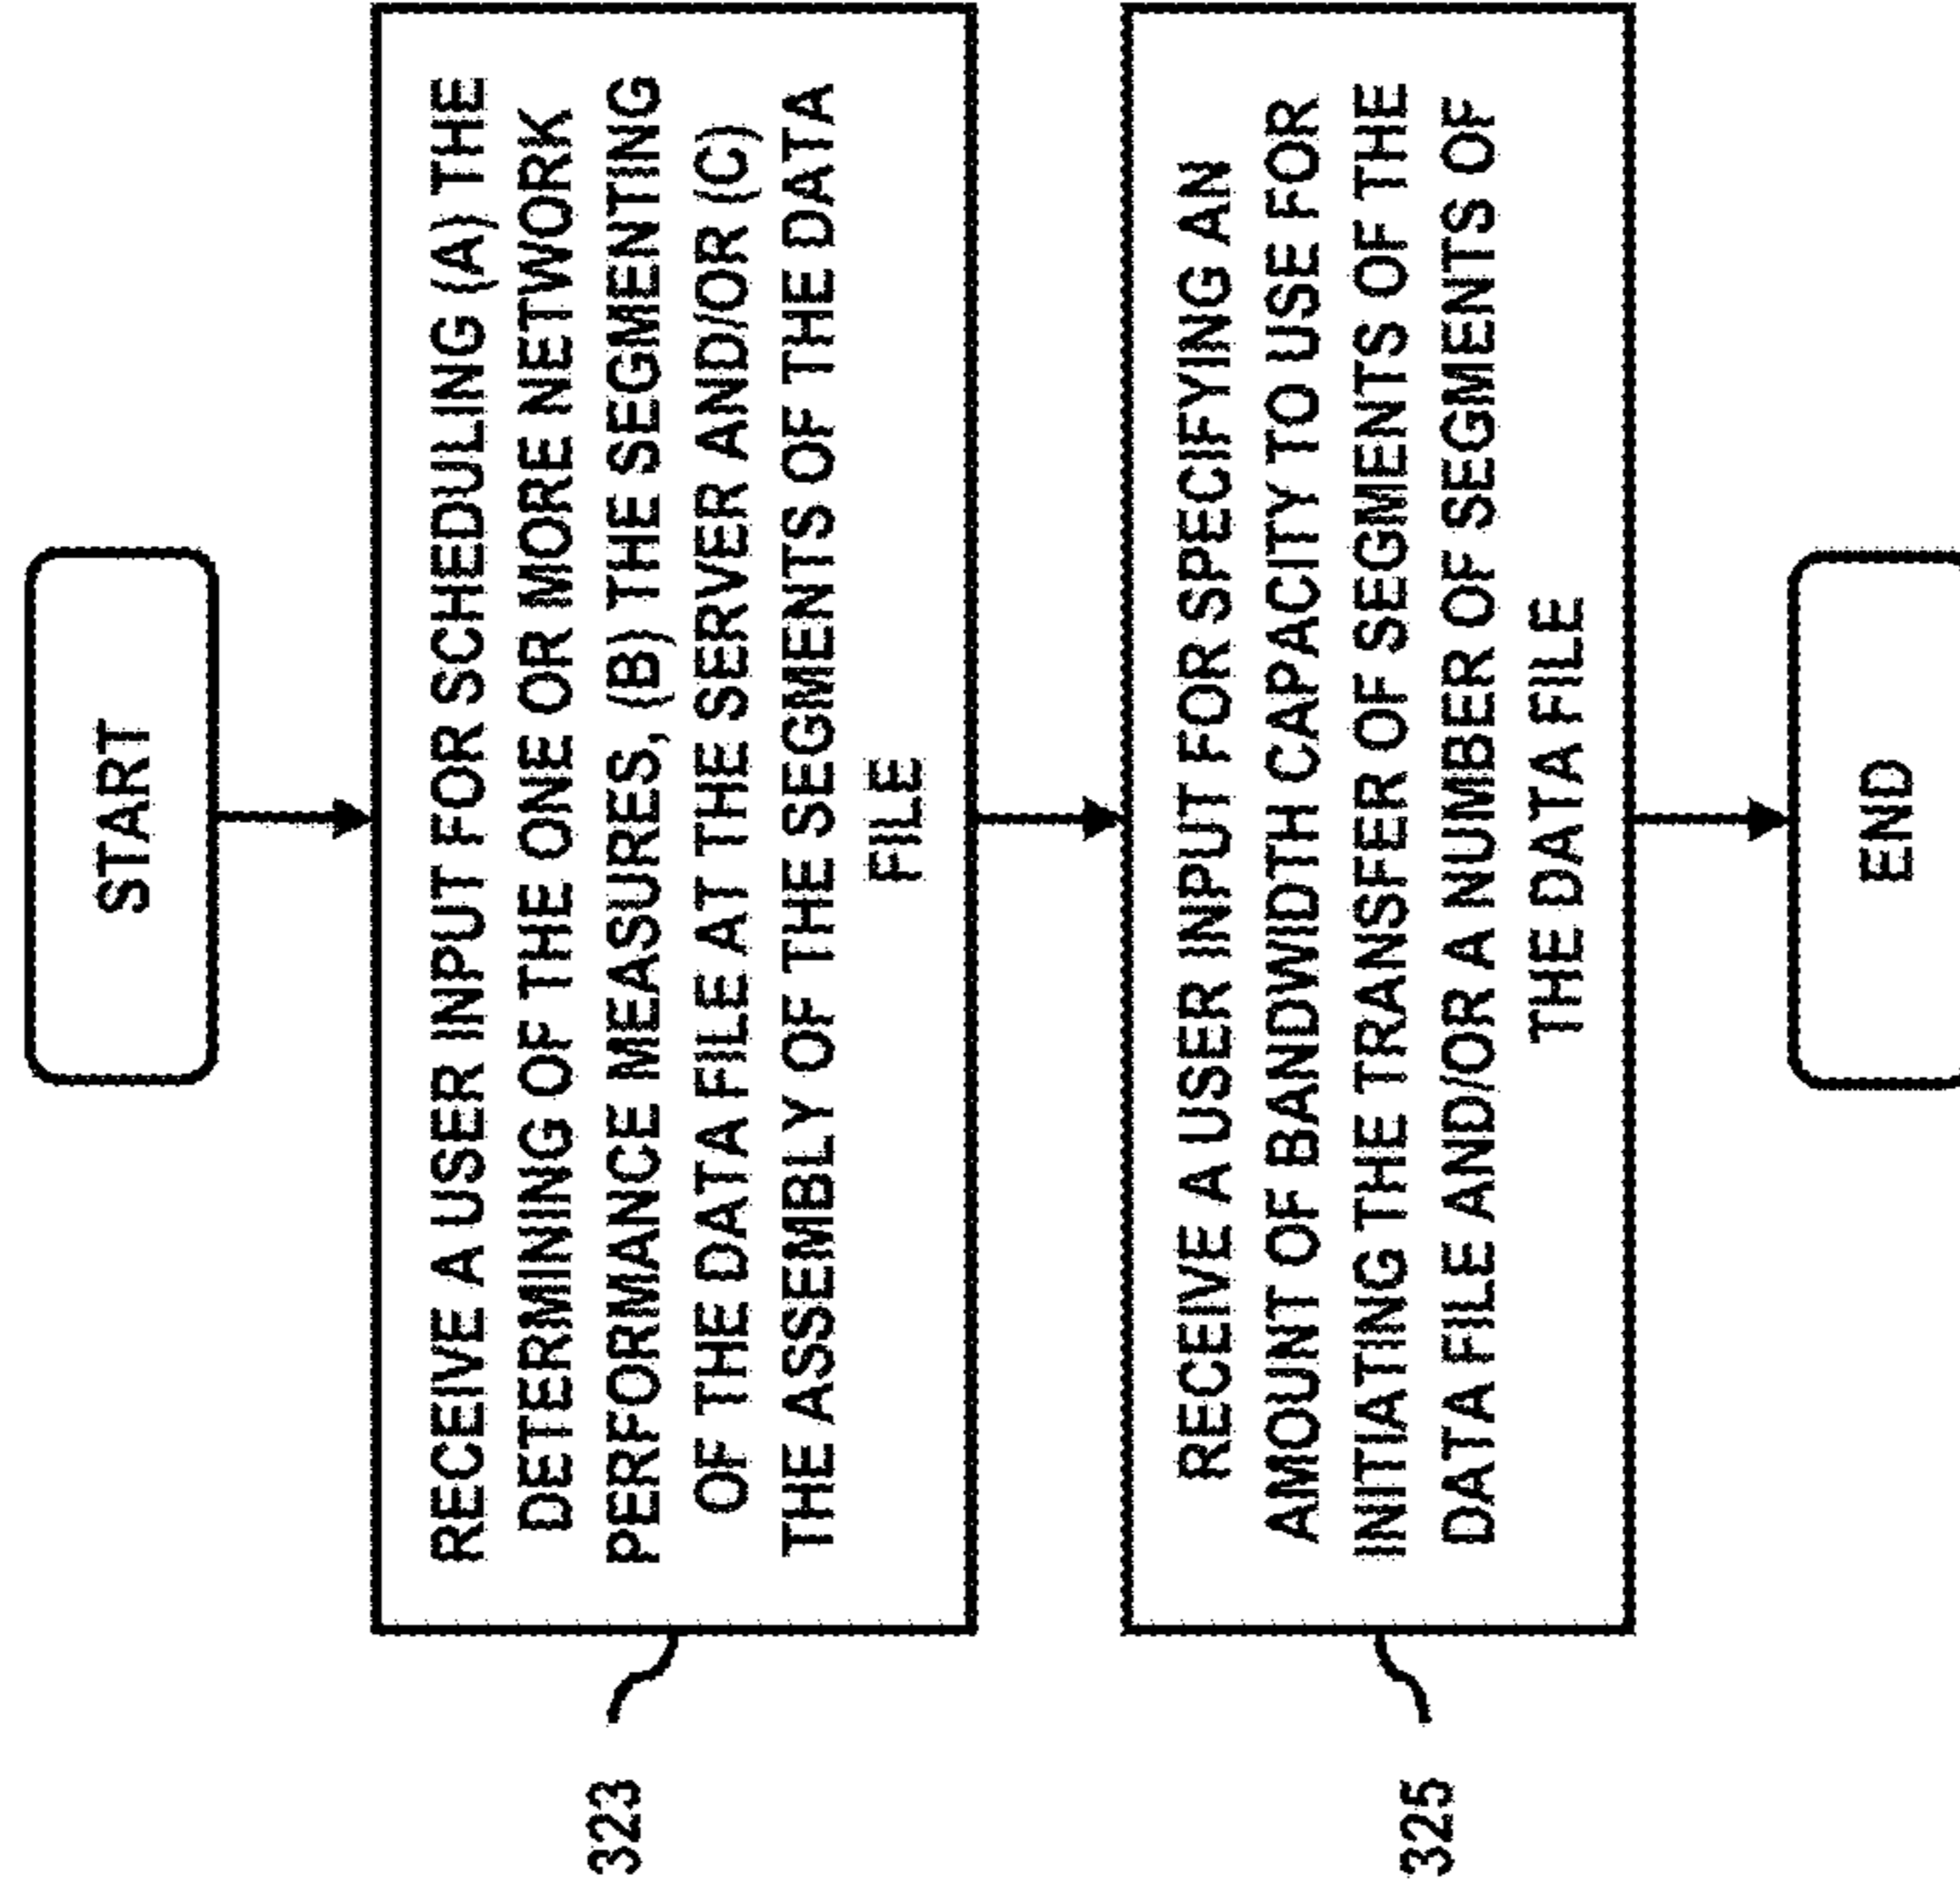 START
RECEIVE A USER INPUT FOR SCHEDULING (A) THE
DETERMINING OF THE ONE OR MORE NETWORK
PERFORMANCE MEASURES, (B) THE SEGMENTING
OF THE DATA FILE AT THE SERVER AND/OR (C)
THE ASSEMBLY OF THE SEGMENTS OF THE DATA
FILE
323
RECEIVE A USER INPUT FOR SPECIFYING AN
AMOUNT OF BANDWIDTH CAPACITY TO USE FOR
INITIATING THE TRANSFER OF SEGMENTS OF THE
DATA FILE AND/OR A NUMBER OF SEGMENTS OF
THE DATA FILE
325
END